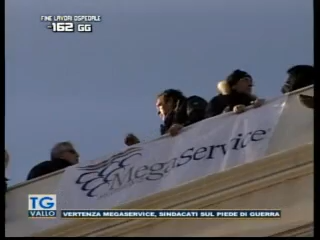 FINE LAVORI OSPEDALE
-162 GG
MegaService
TG
VALLO
VERTENZA MEGASERVICE, SINDACATI SUL PIEDE DI GUERRA